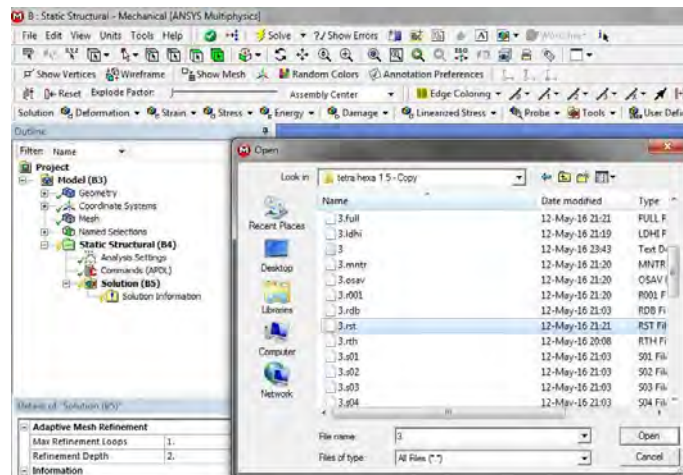 B : Static Structural - Mechanical [ANSYS Multiphysics]
File Edit View Units Tools Help Solve ?/ Show Errors
Show Vertices Wireframe Show Mesh Random Colors Annotation Preferences
Reset Explode Factor: Assembly Center Edge Coloring
Solution Deformation Strain Stress Energy Damage Linearized Stress Probe Tools User Defi
Outline
Filter: Name
Project
Model (B3)
Geometry
Coordinate Systems
Mesh
Named Selections
Static Structural (B4)
Analysis Settings
Commands (APDL)
Solution (B5)
Solution Information
Open
Look in tetra hexa 1.5 - Copy
Recent Places
Desktop
Libraries
Computer
Network
Name Date modified Type
3.full 12-May-16 21:21 FULL F
3.ldhi 12-May-16 21:19 LDHI F
3 12-May-16 23:43 Text Do
3.mntr 12-May-16 21:20 MNTR
3.osav 12-May-16 21:20 OSAV
3.r001 12-May-16 21:20 R001 F
3.rdb 12-May-16 21:03 RDB Fi
3.rst 12-May-16 21:21 RST Fil
3.rth 12-May-16 20:08 RTH Fi
3.s01 12-May-16 21:03 S01 File
3.s02 12-May-16 21:03 S02 File
3.s03 12-May-16 21:03 S03 File
3.s04 12-May-16 21:03 S04 File
File name: 3 Open
Files of type: All Files (*.*) Cancel
Details of "Solution (B5)"
Adaptive Mesh Refinement
Max Refinement Loops 1.
Refinement Depth 2.
Information